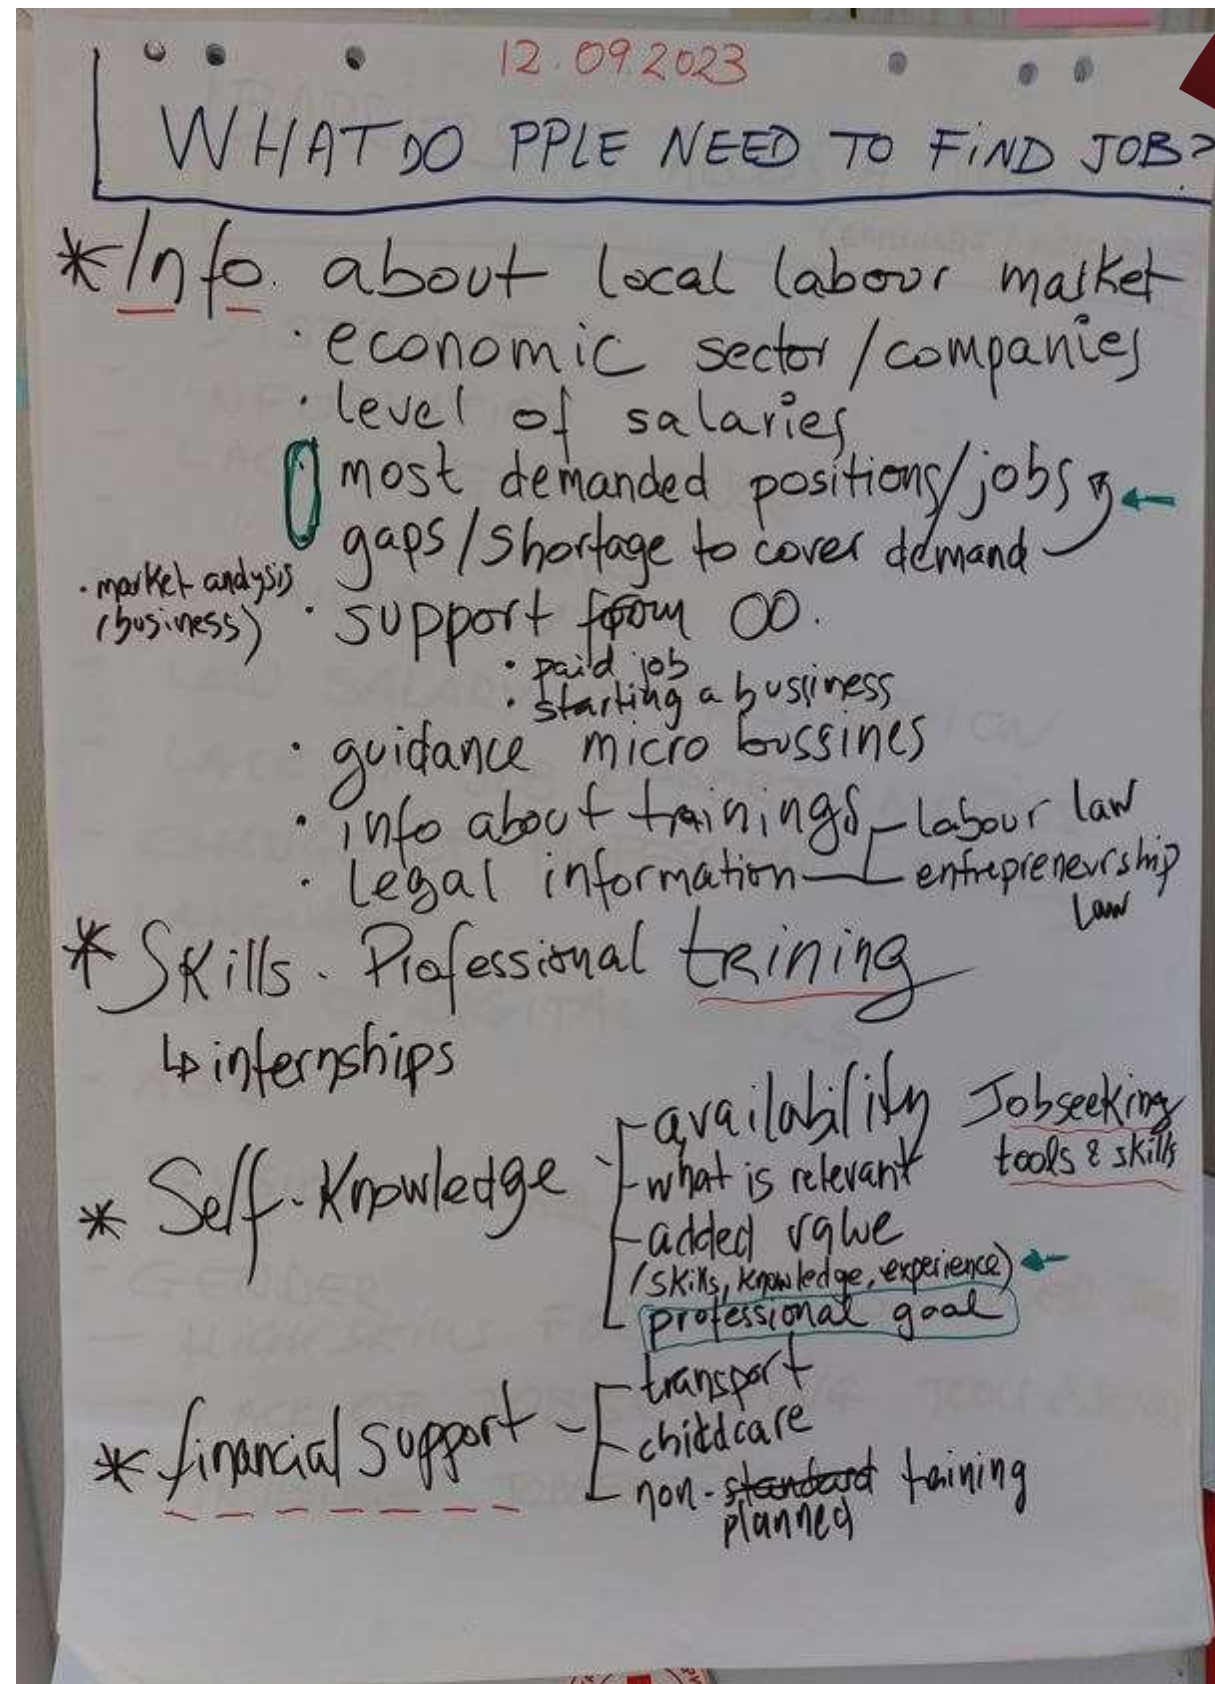 12.09.2023
WHAT DO PPLE NEED TO FIND JOB?
* Info. about local labour market
· economic sector / companies
· level of salaries
· most demanded positions/jobs
gaps/shortage to cover demand
· market analysis
(business)
· support from OO.
· paid job
· starting a bussiness
· guidance micro bussines
· info about trainings
· legal information
labour law
entrepreneurship
law
* Skills. Professional trining
↳ internships
* Self-Knowledge
- availability
- what is relevant
- added value
(skills, knowledge, experience)
- professional goal
Jobseeking
tools & skills
* financial support
- transport
- childcare
- non-standard training
planned